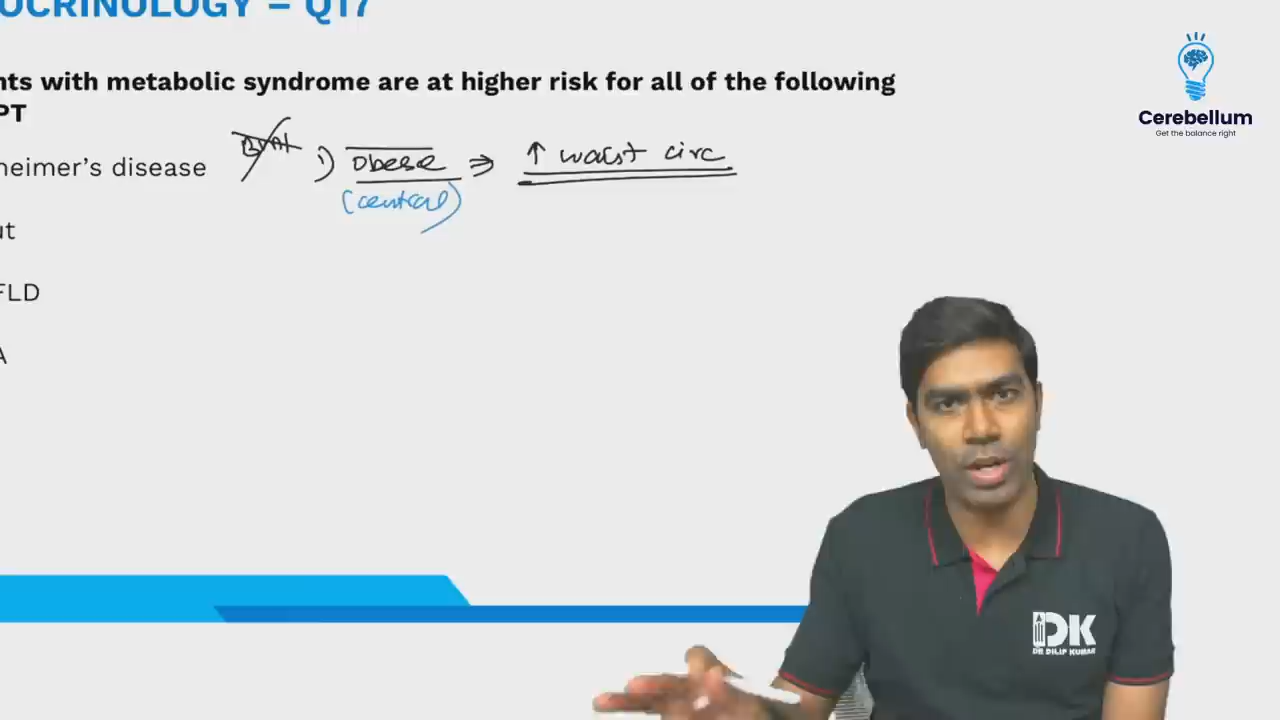 OCRINOLOGY – Q17
nts with metabolic syndrome are at higher risk for all of the following
PT
Cerebellum
Get the balance right
heimer's disease
1) Obese ⇒ ↑ waist circ
(central)
ut
FLD
A
DK
DR DILIP KUMAR